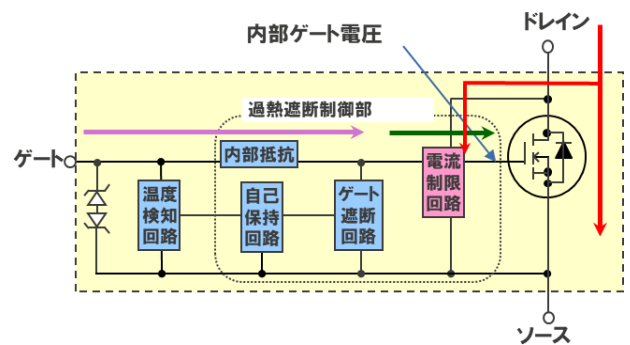 ドレイン
内部ゲート電圧
過熱遮断制御部
ゲート
内部抵抗
電流
制限
回路
温度
検知
回路
自己
保持
回路
ゲート
遮断
回路
ソース